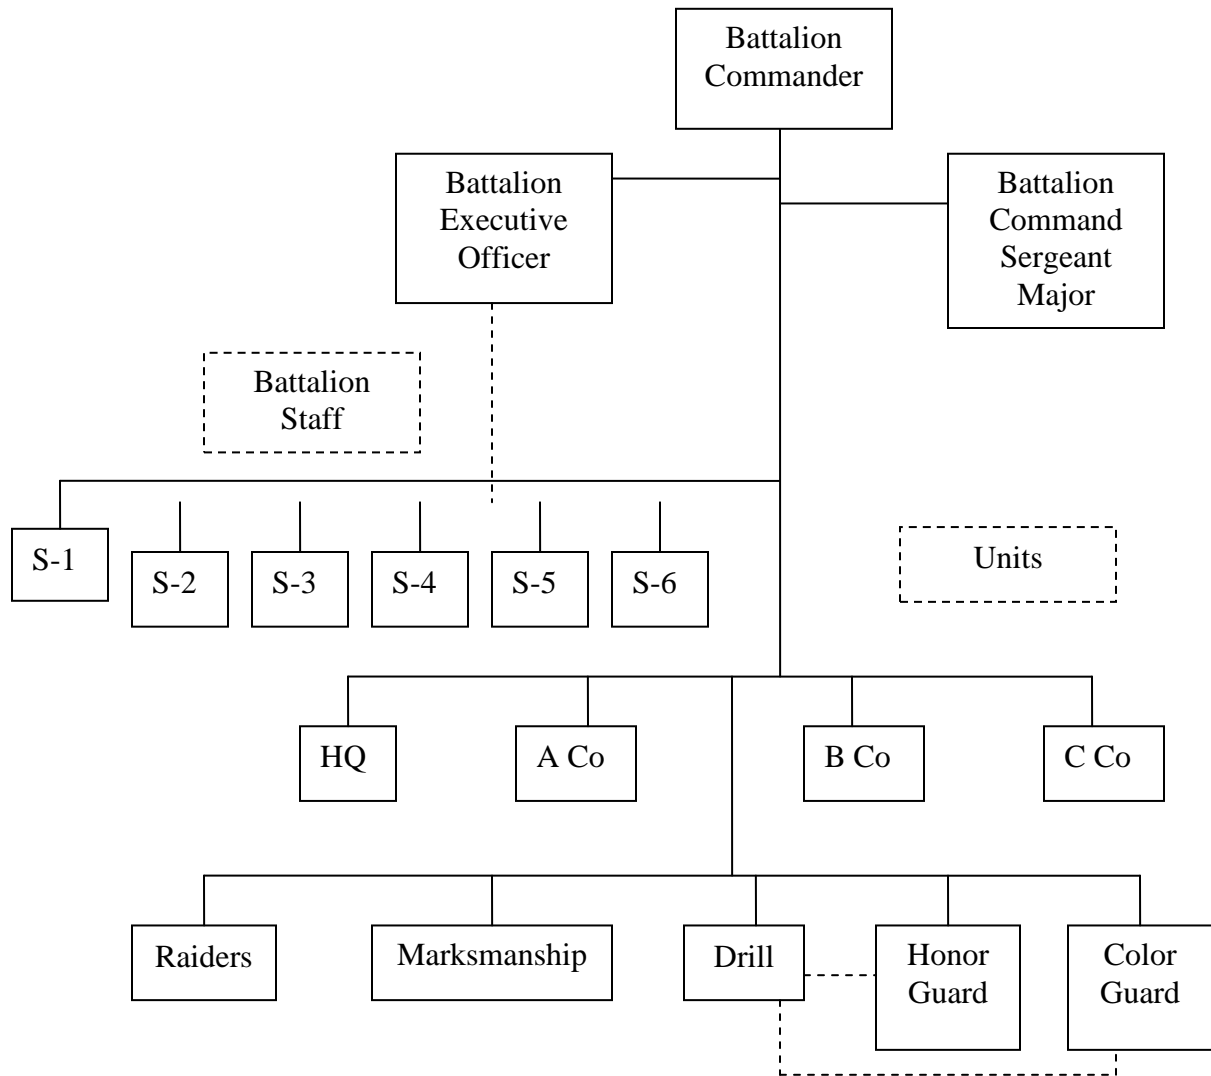 Battalion
Commander
Battalion
Executive
Officer
Battalion
Command
Sergeant
Major
Battalion
Staff
S-1
S-2
S-3
S-4
S-5
S-6
Units
HQ
A Co
B Co
C Co
Raiders
Marksmanship
Drill
Honor
Guard
Color
Guard